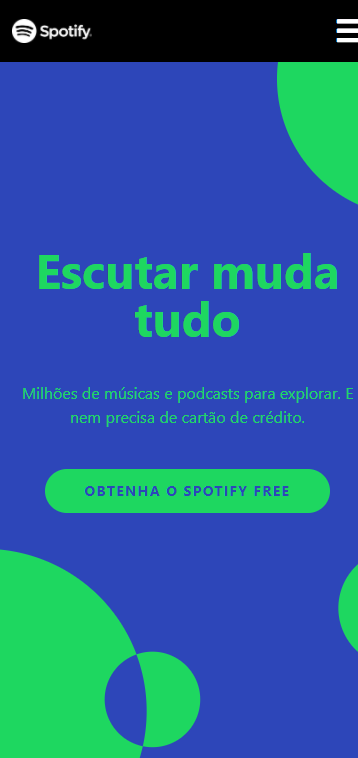 Spotify
Escutar muda
tudo
Milhões de músicas e podcasts para explorar. E
nem precisa de cartão de crédito.
OBTENHA O SPOTIFY FREE